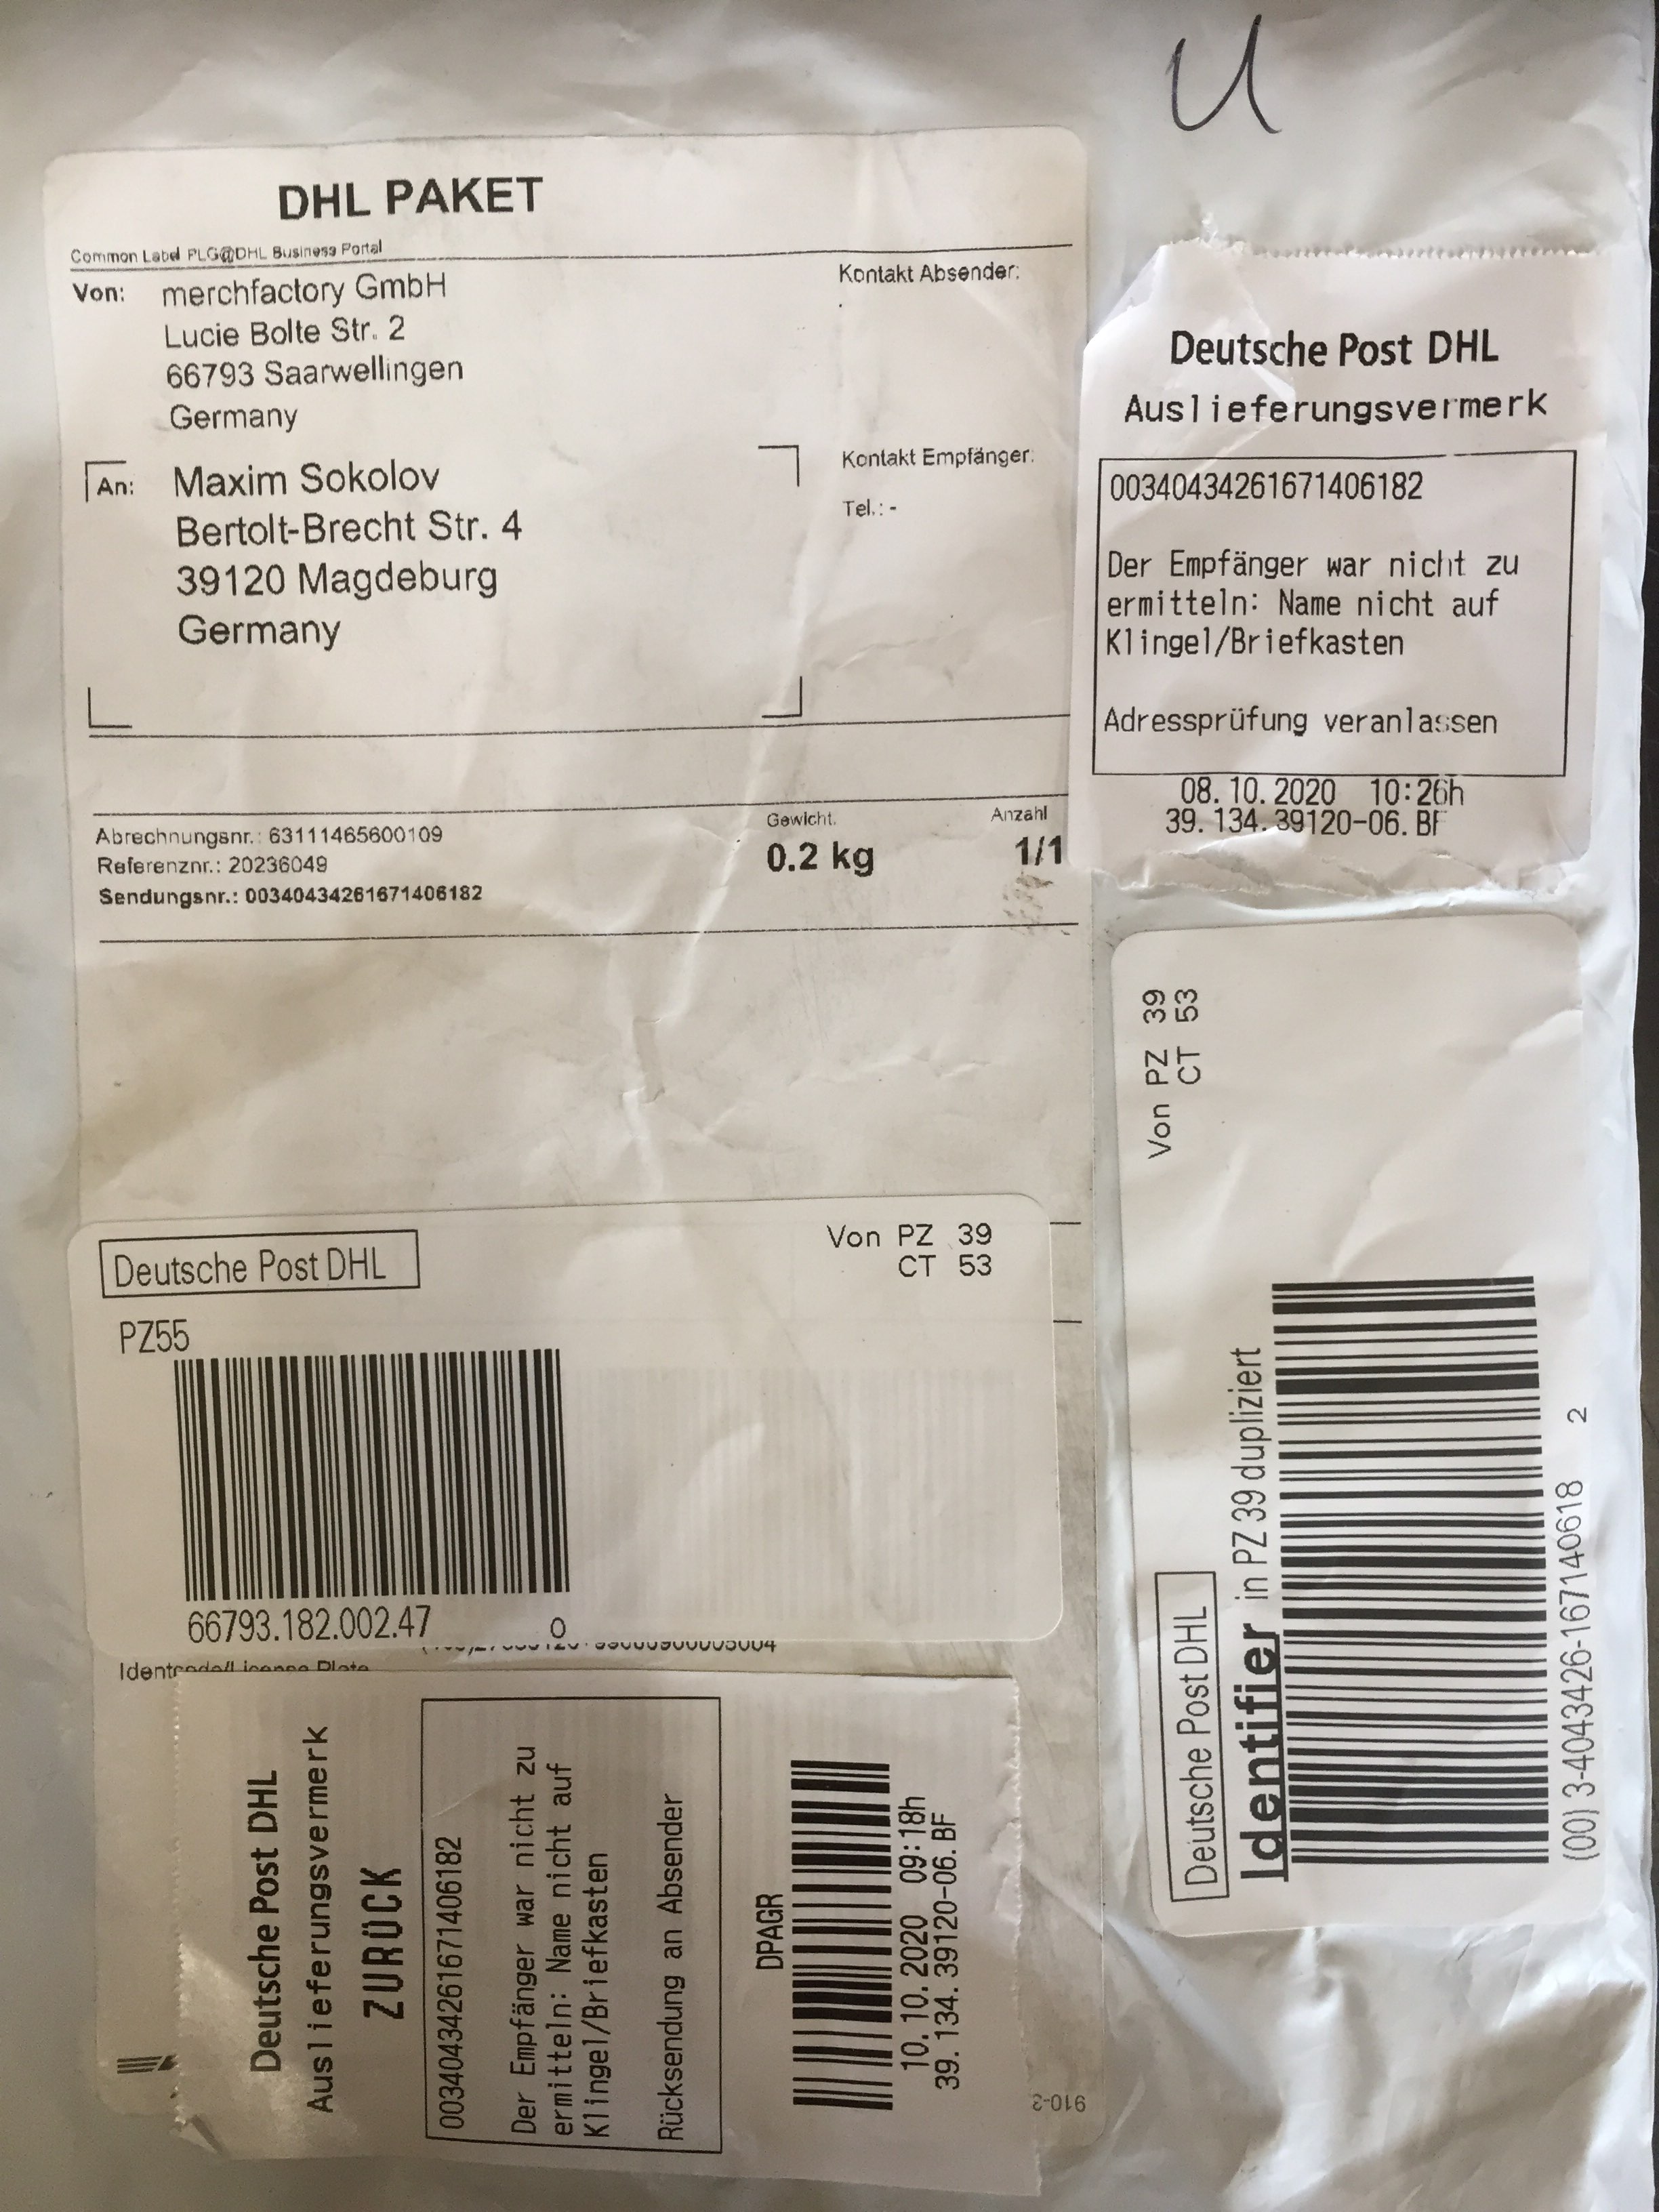 U
DHL PAKET
Common Label PLG@DHL Business Portal
Von: merchfactory GmbH
Lucie Bolte Str. 2
66793 Saarwellingen
Germany
Kontakt Absender:
An: Maxim Sokolov
Bertolt-Brecht Str. 4
39120 Magdeburg
Germany
Kontakt Empfänger:
Tel.: -
Abrechnungsnr.: 63111465600109
Referenznr.: 20236049
Sendungsnr.: 00340434261671406182
Gewicht.
0.2 kg
Anzahl
1/1
Deutsche Post DHL
Auslieferungsvermerk
00340434261671406182
Der Empfänger war nicht zu
ermitteln: Name nicht auf
Klingel/Briefkasten
Adressprüfung veranlassen
08.10.2020 10:26h
39.134.39120-06.BF
Deutsche Post DHL
Von PZ 39
CT 53
PZ55
66793.182.002.47 0
Identcode/License Plate
Deutsche Post DHL
Auslieferungsvermerk
ZURÜCK
00340434261671406182
Der Empfänger war nicht zu
ermitteln: Name nicht auf
Klingel/Briefkasten
Rücksendung an Absender
DPAGR
10.10.2020 09:18h
39.134.39120-06.BF
910-3
Von PZ 39
CT 53
Deutsche Post DHL
Identifier in PZ 39 dupliziert
(00) 3-4043426-167140618 2